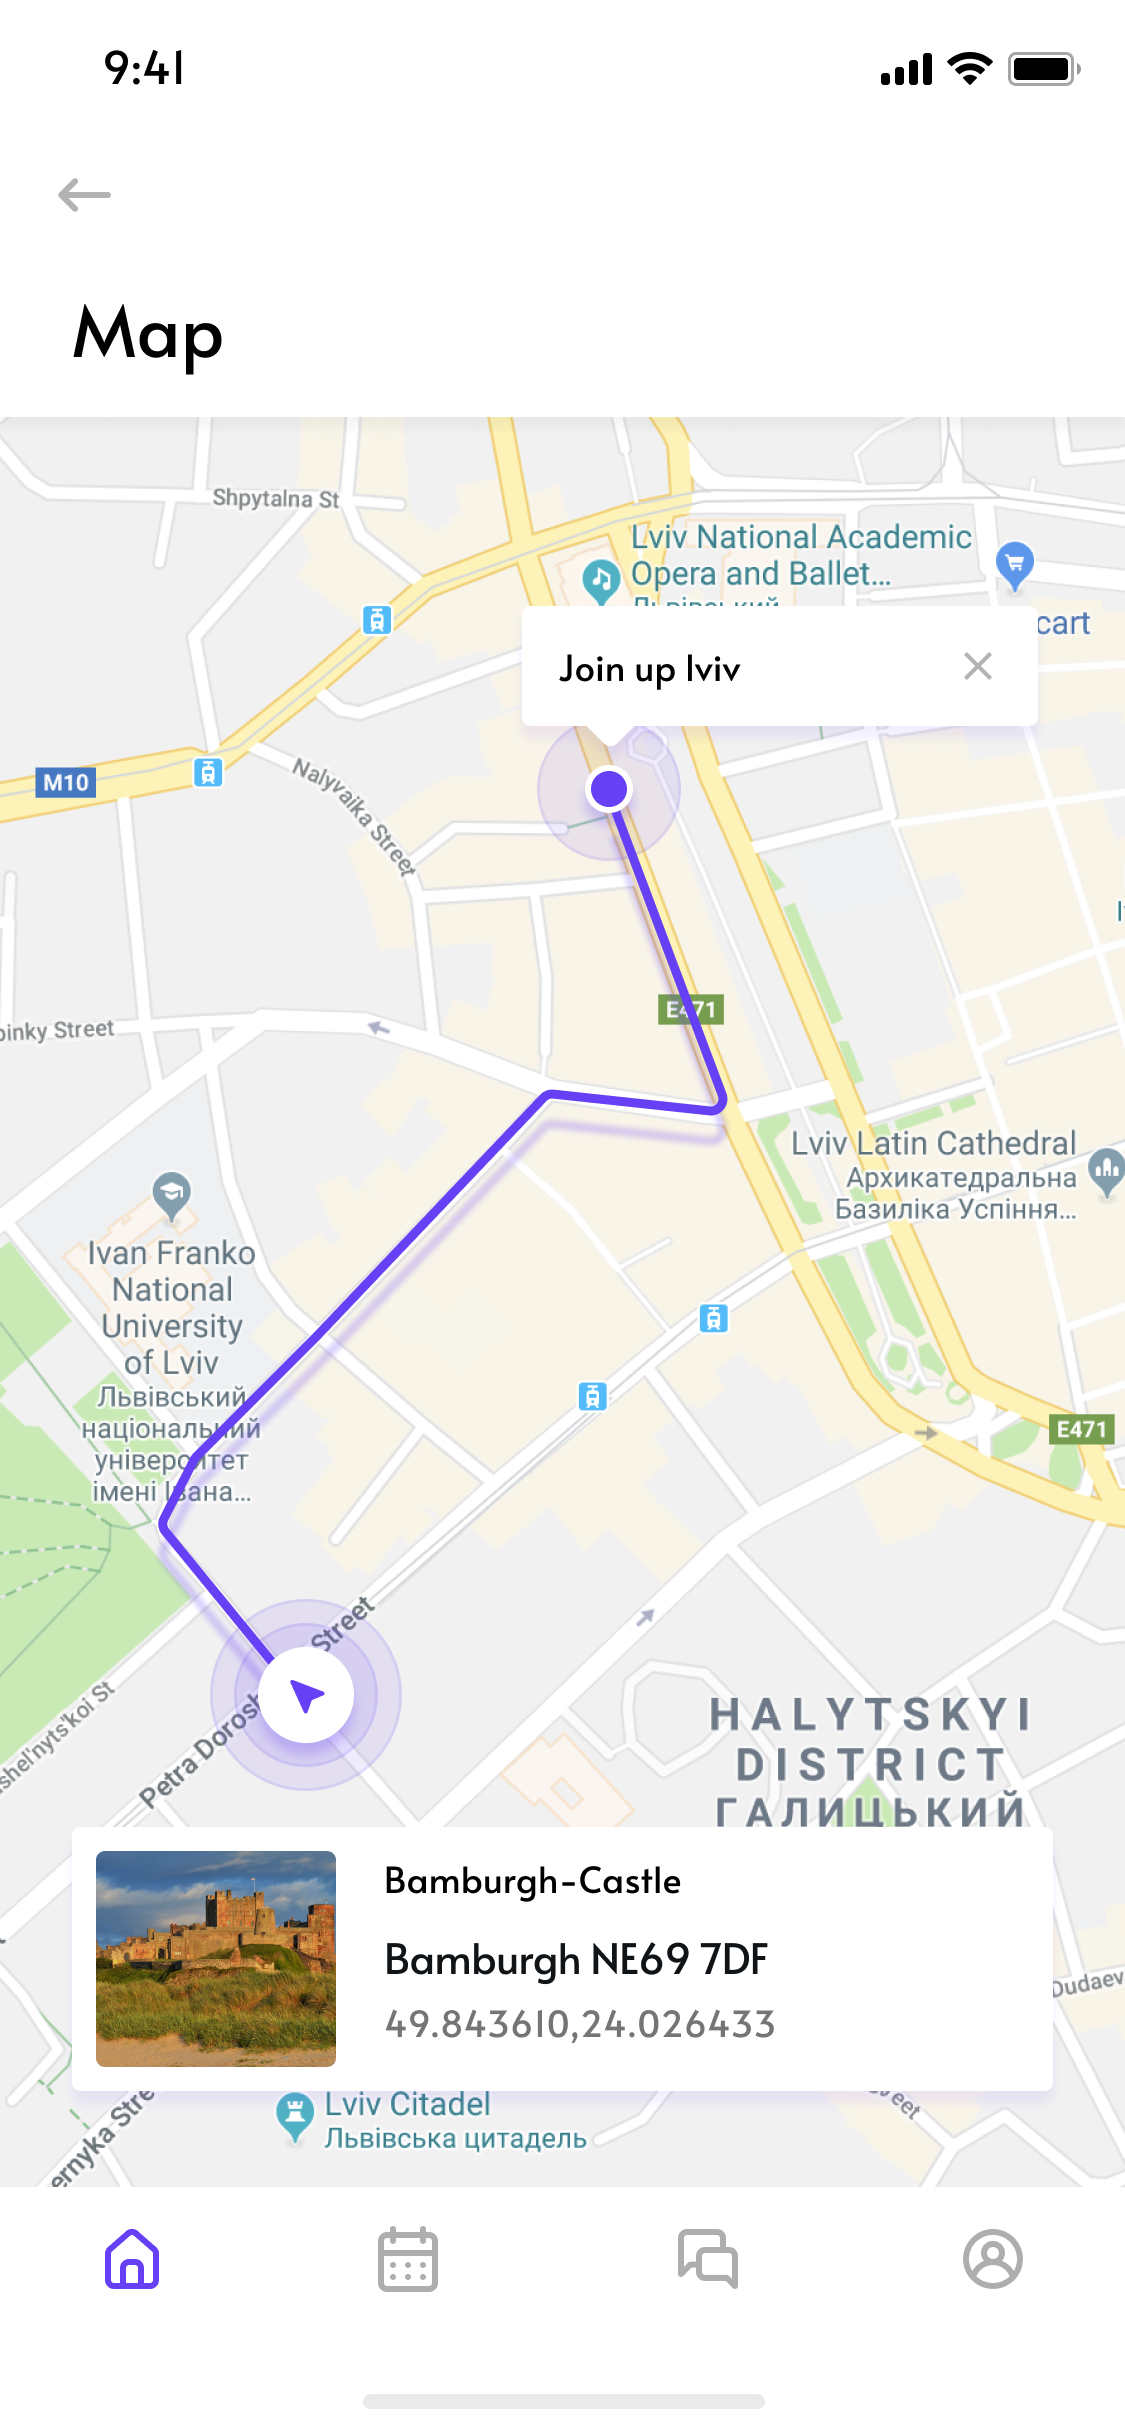 9:41
Map
Shpytalna St
Lviv National Academic
Opera and Ballet...
cart
Join up lviv
M10
Nalyvaika Street
E471
pinky Street
Lviv Latin Cathedral
Архикатедральна
Базиліка Успіння...
Ivan Franko
National
University
of Lviv
Львівський
національний
університет
імені Івана...
E471
Street
Petra Dorosh
shel'nyts'koi St
HALYTSKYI
DISTRICT
ГАЛИЦЬКИЙ
Bamburgh-Castle
Bamburgh NE69 7DF
49.843610,24.026433
Dudaev
Lviv Citadel
Львівська цитадель
ernyka Stre
reet